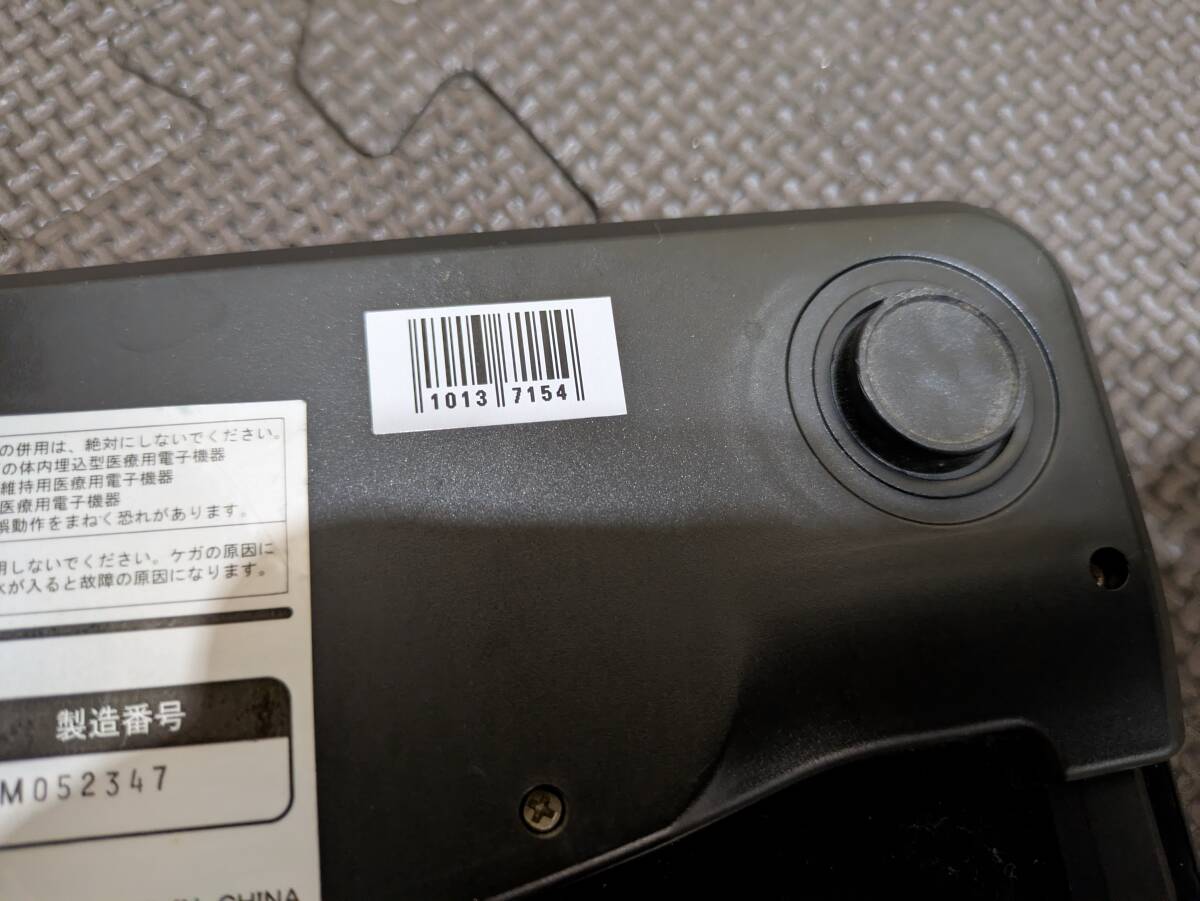 1013 7154
の併用は、絶対にしないでください。
の体内埋込型医療用電子機器
維持用医療用電子機器
医療用電子機器
誤動作をまねく恐れがあります。
用しないでください。ケガの原因に
水が入ると故障の原因になります。
製造番号
M052347
CHINA